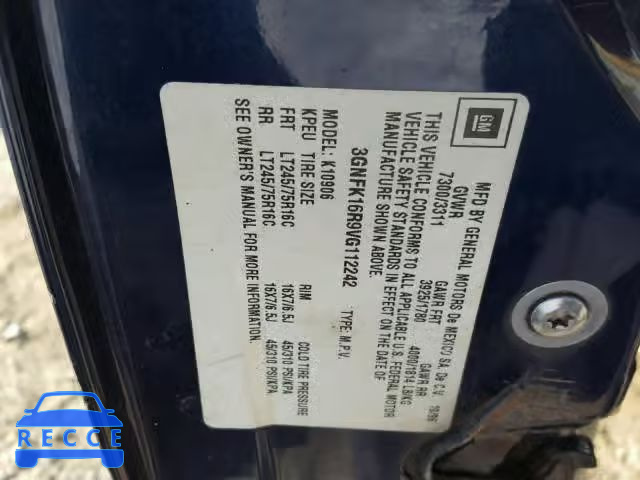 GM
MFD BY GENERAL MOTORS De MEXICO SA. De C.V. 10/96
GVWR GAWR FRT GAWR RR
7300/3311 3925/1780 4000/1814 LB/KG
THIS VEHICLE CONFORMS TO ALL APPLICABLE U.S. FEDERAL MOTOR
VEHICLE SAFETY STANDARDS IN EFFECT ON THE DATE OF
MANUFACTURE SHOWN ABOVE.
3GNFK16R9VG112242 TYPE: M.P.V.
MODEL: K10906
KPEU TIRE SIZE RIM COLD TIRE PRESSURE
FRT LT245/75R16C 16X7/6.5J 45/310 PSI/KPA
RR LT245/75R16C 16X7/6.5J 45/310 PSI/KPA
SEE OWNER'S MANUAL FOR MORE INFORMATION.
RECCE